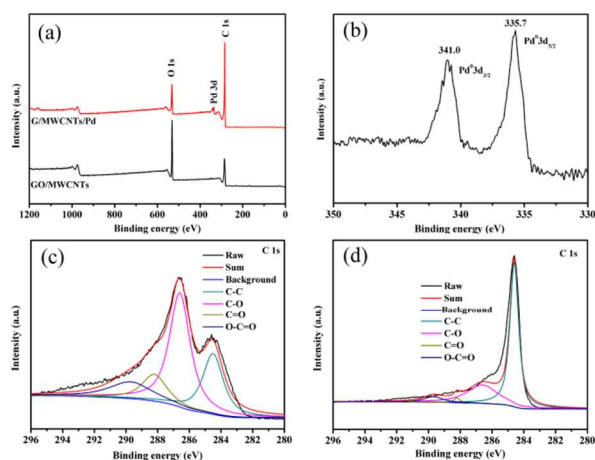 (a)
C 1s
O 1s
Pd 3d
G/MWCNTs/Pd
GO/MWCNTs
Intensity (a.u.)
1200 1000 800 600 400 200 0
Binding energy (eV)
(b)
335.7
341.0
Pd⁰3d5/2
Pd⁰3d3/2
Intensity (a.u.)
350 345 340 335 330
Binding energy (eV)
(c)
C 1s
Raw
Sum
Background
C-C
C-O
C=O
O-C=O
Intensity (a.u.)
296 294 292 290 288 286 284 282 280
Binding energy (eV)
(d)
C 1s
Raw
Sum
Background
C-C
C-O
C=O
O-C=O
Intensity (a.u.)
296 294 292 290 288 286 284 282 280
Binding energy (eV)